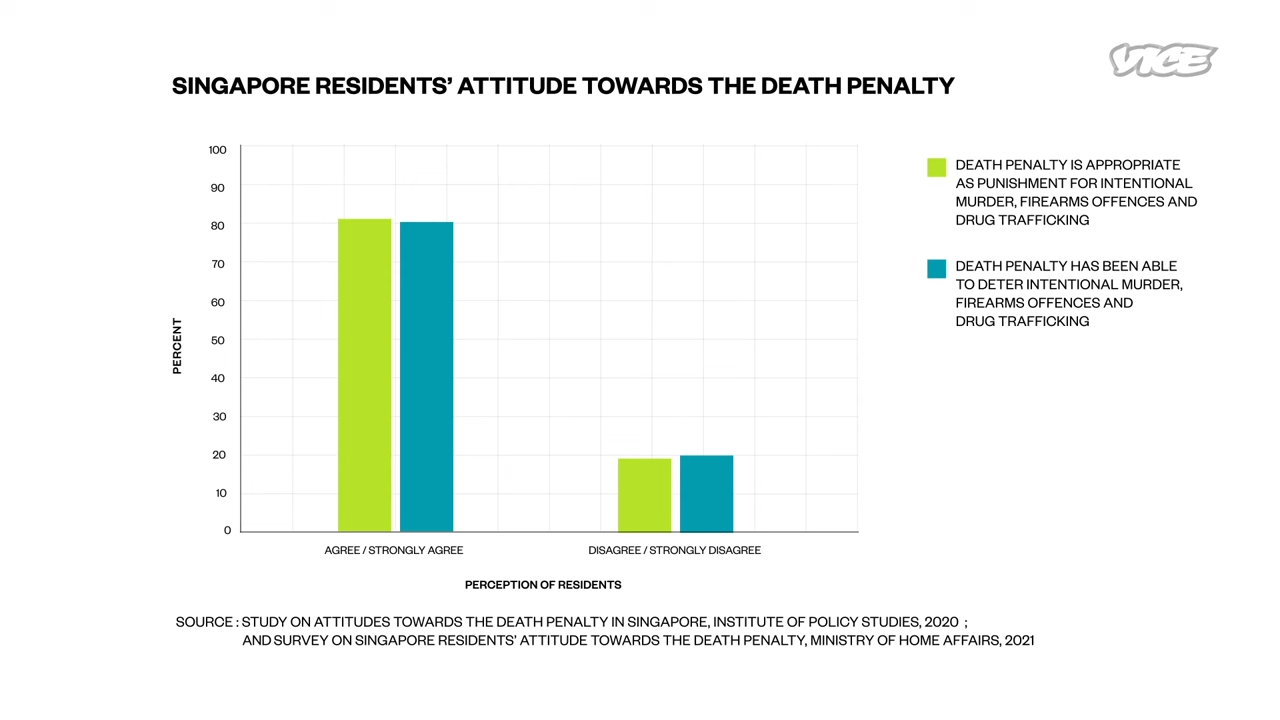 VICE
SINGAPORE RESIDENTS’ ATTITUDE TOWARDS THE DEATH PENALTY
PERCENT
100
90
80
70
60
50
40
30
20
10
0
AGREE / STRONGLY AGREE
DISAGREE / STRONGLY DISAGREE
PERCEPTION OF RESIDENTS
DEATH PENALTY IS APPROPRIATE
AS PUNISHMENT FOR INTENTIONAL
MURDER, FIREARMS OFFENCES AND
DRUG TRAFFICKING
DEATH PENALTY HAS BEEN ABLE
TO DETER INTENTIONAL MURDER,
FIREARMS OFFENCES AND
DRUG TRAFFICKING
SOURCE : STUDY ON ATTITUDES TOWARDS THE DEATH PENALTY IN SINGAPORE, INSTITUTE OF POLICY STUDIES, 2020 ;
AND SURVEY ON SINGAPORE RESIDENTS’ ATTITUDE TOWARDS THE DEATH PENALTY, MINISTRY OF HOME AFFAIRS, 2021